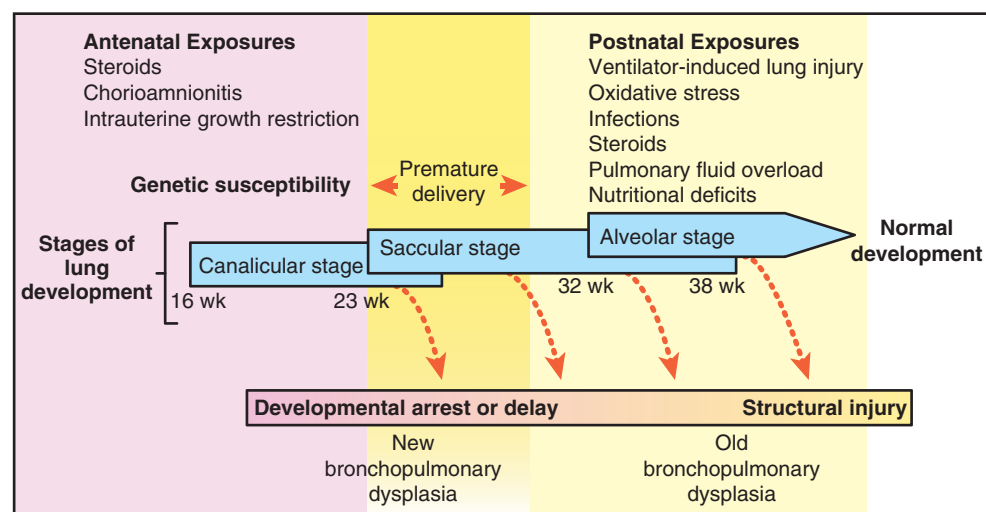 Antenatal Exposures
Steroids
Chorioamnionitis
Intrauterine growth restriction
Genetic susceptibility
Premature
delivery
Postnatal Exposures
Ventilator-induced lung injury
Oxidative stress
Infections
Steroids
Pulmonary fluid overload
Nutritional deficits
Stages of
lung
development
Canalicular stage
Saccular stage
Alveolar stage
Normal
development
16 wk
23 wk
32 wk
38 wk
Developmental arrest or delay
Structural injury
New
bronchopulmonary
dysplasia
Old
bronchopulmonary
dysplasia